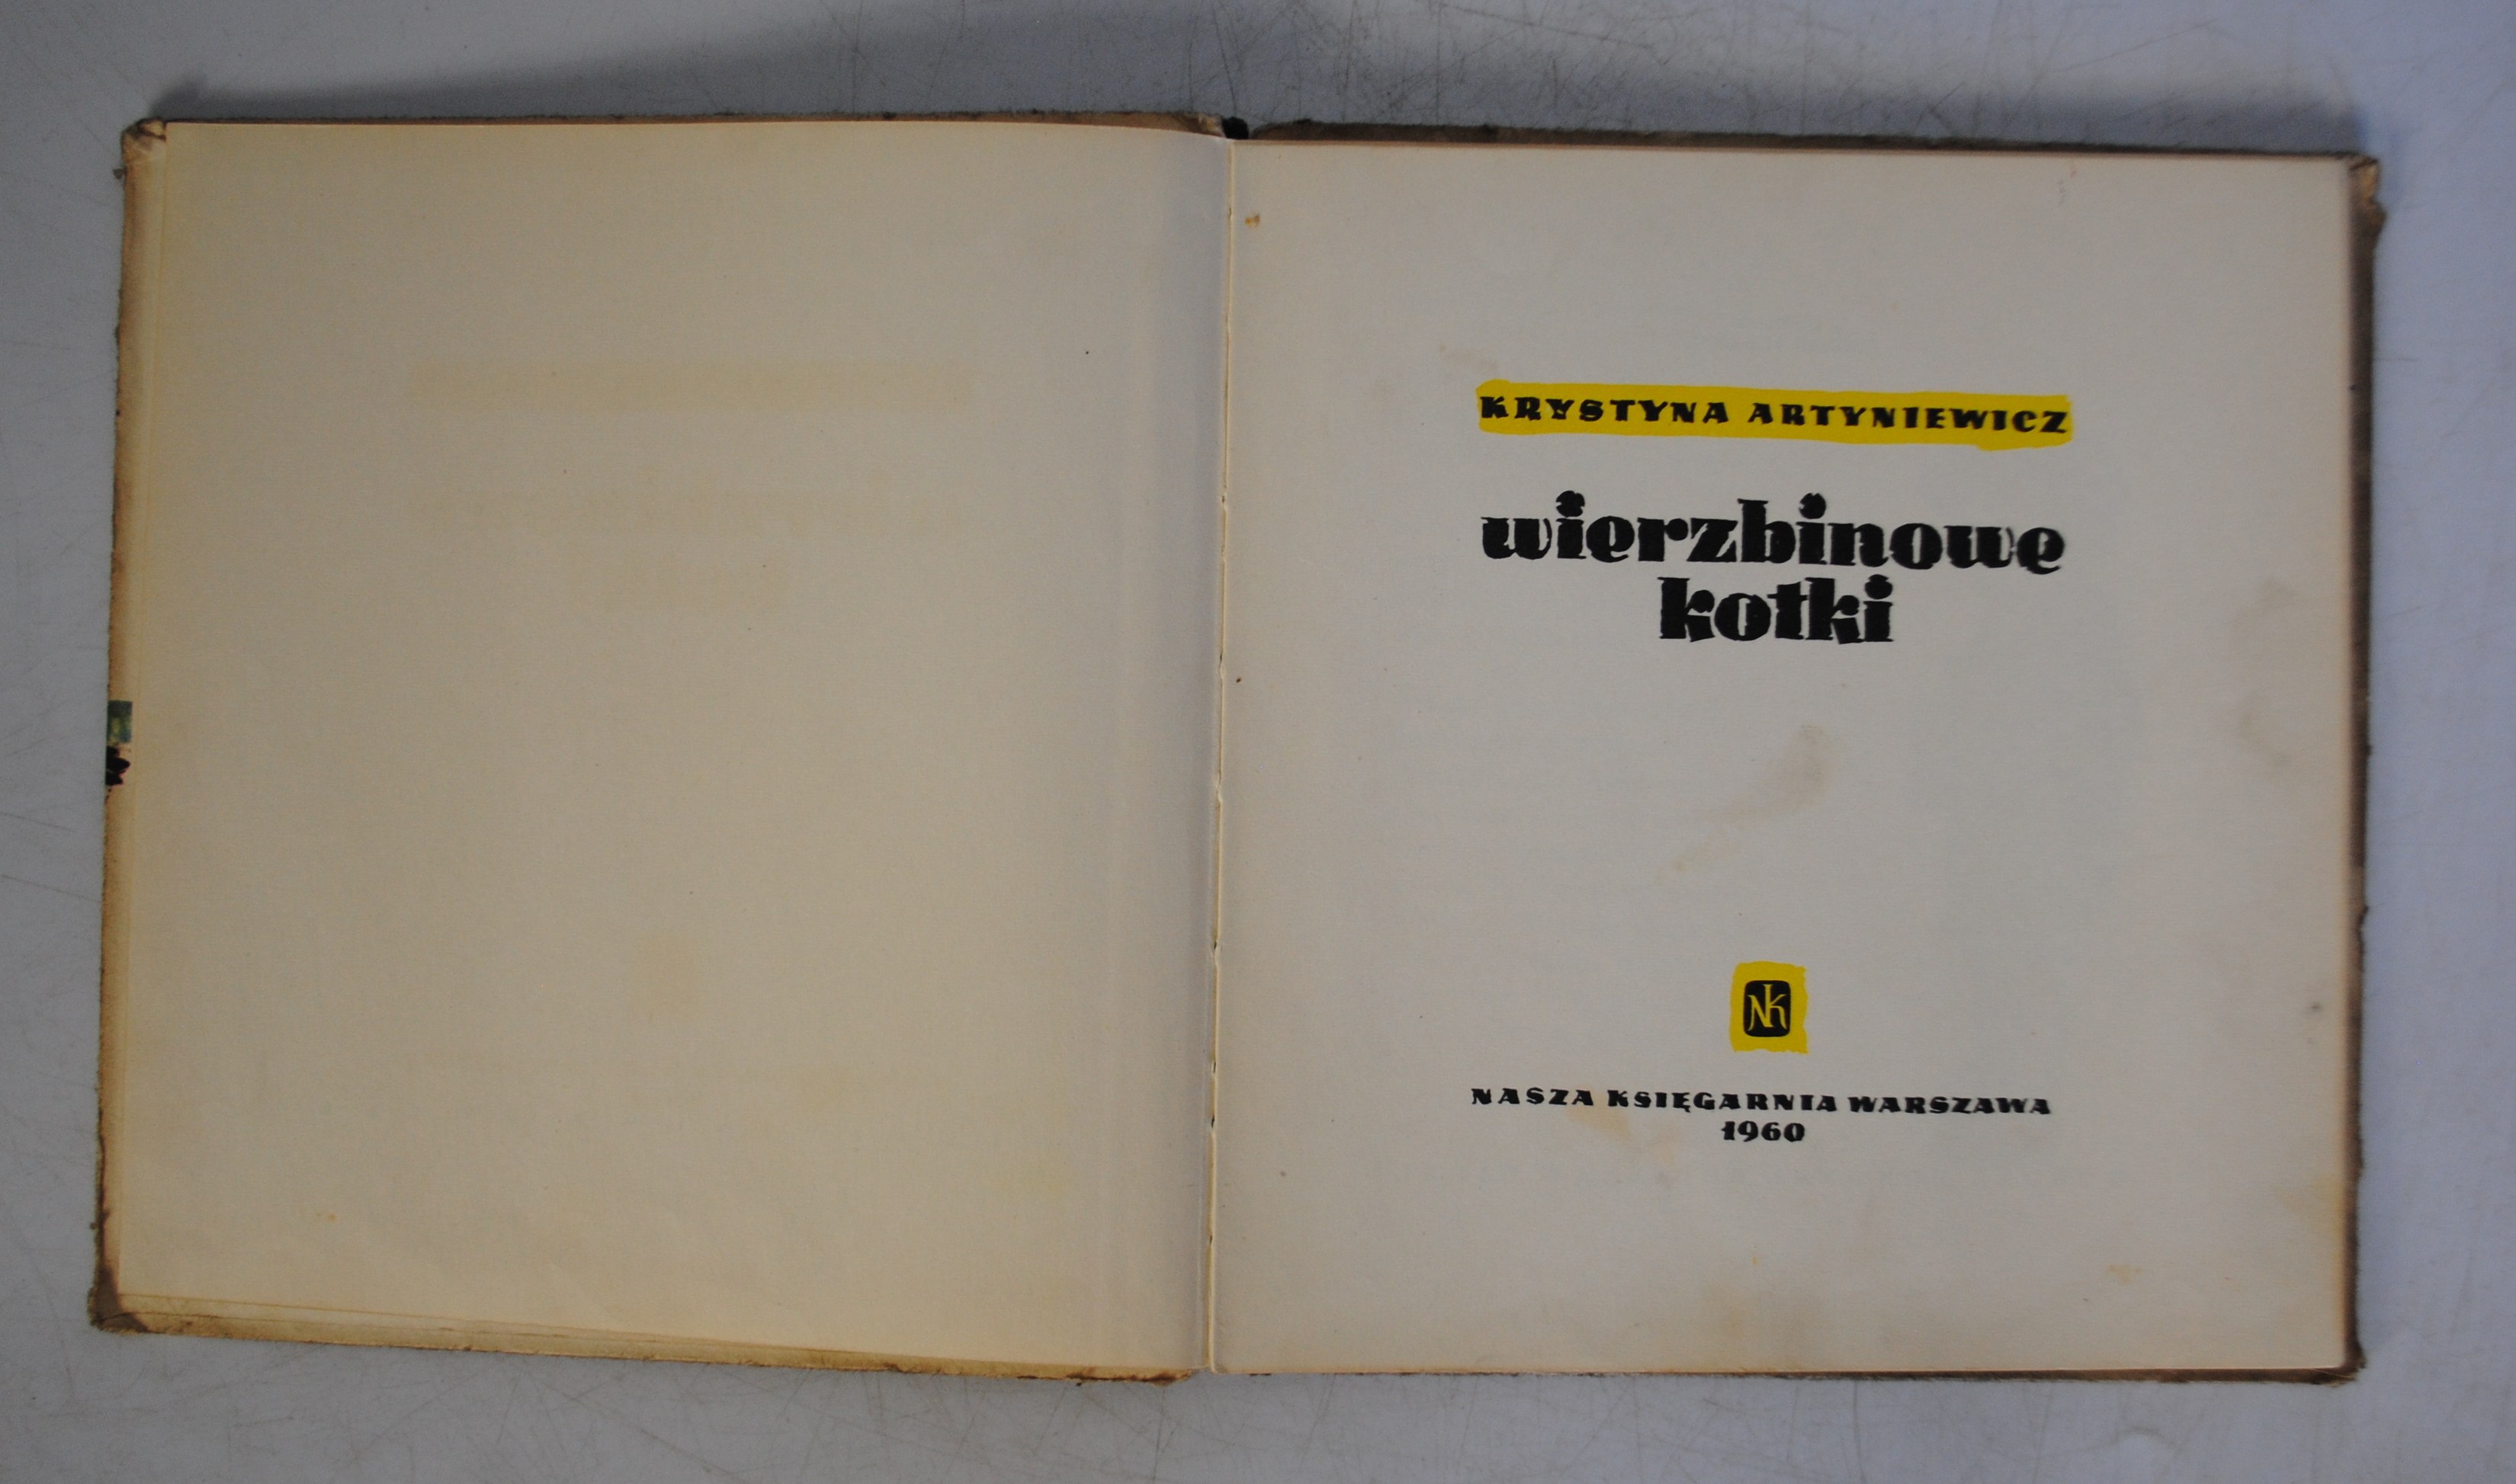 KRYSTYNA ARTYNIEWICZ
wierzbinowe
kotki
NK
NASZA KSIĘGARNIA WARSZAWA
1960